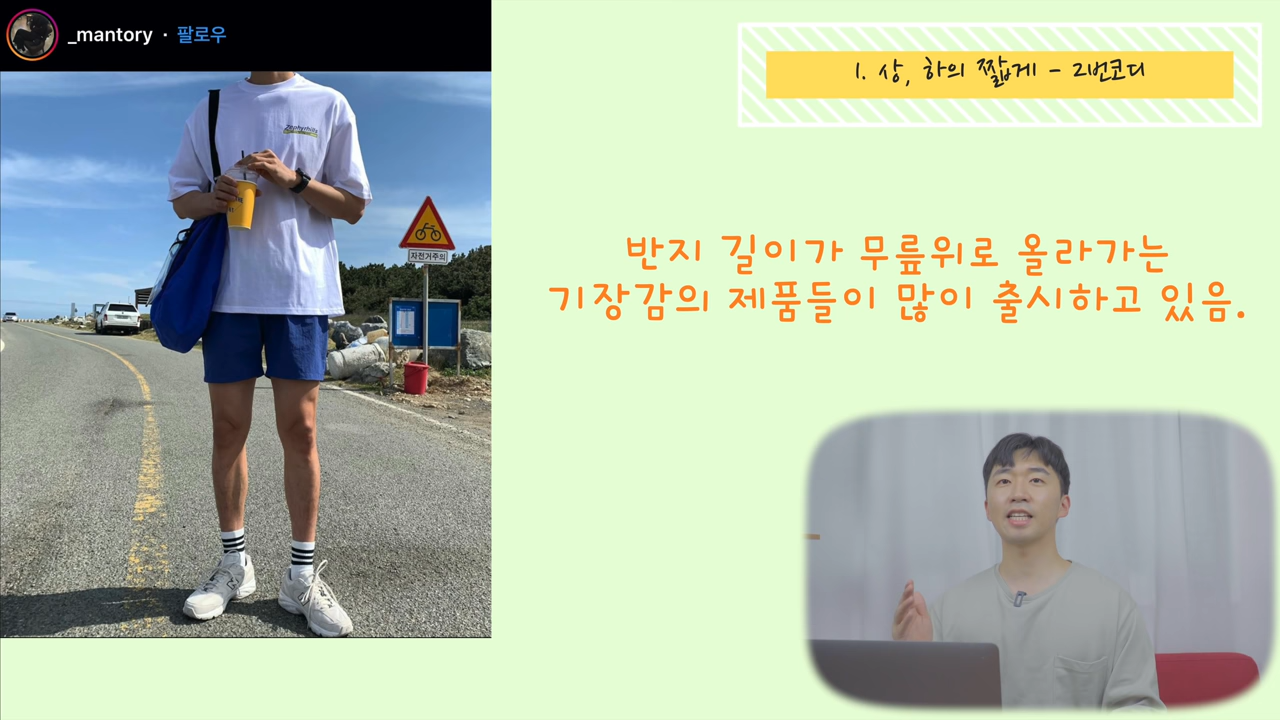 _mantory · 팔로우
1. 상, 하의 짧게 - 2번코디
Zephyrhills
자전거주의
반지 길이가 무릎위로 올라가는
기장감의 제품들이 많이 출시하고 있음.